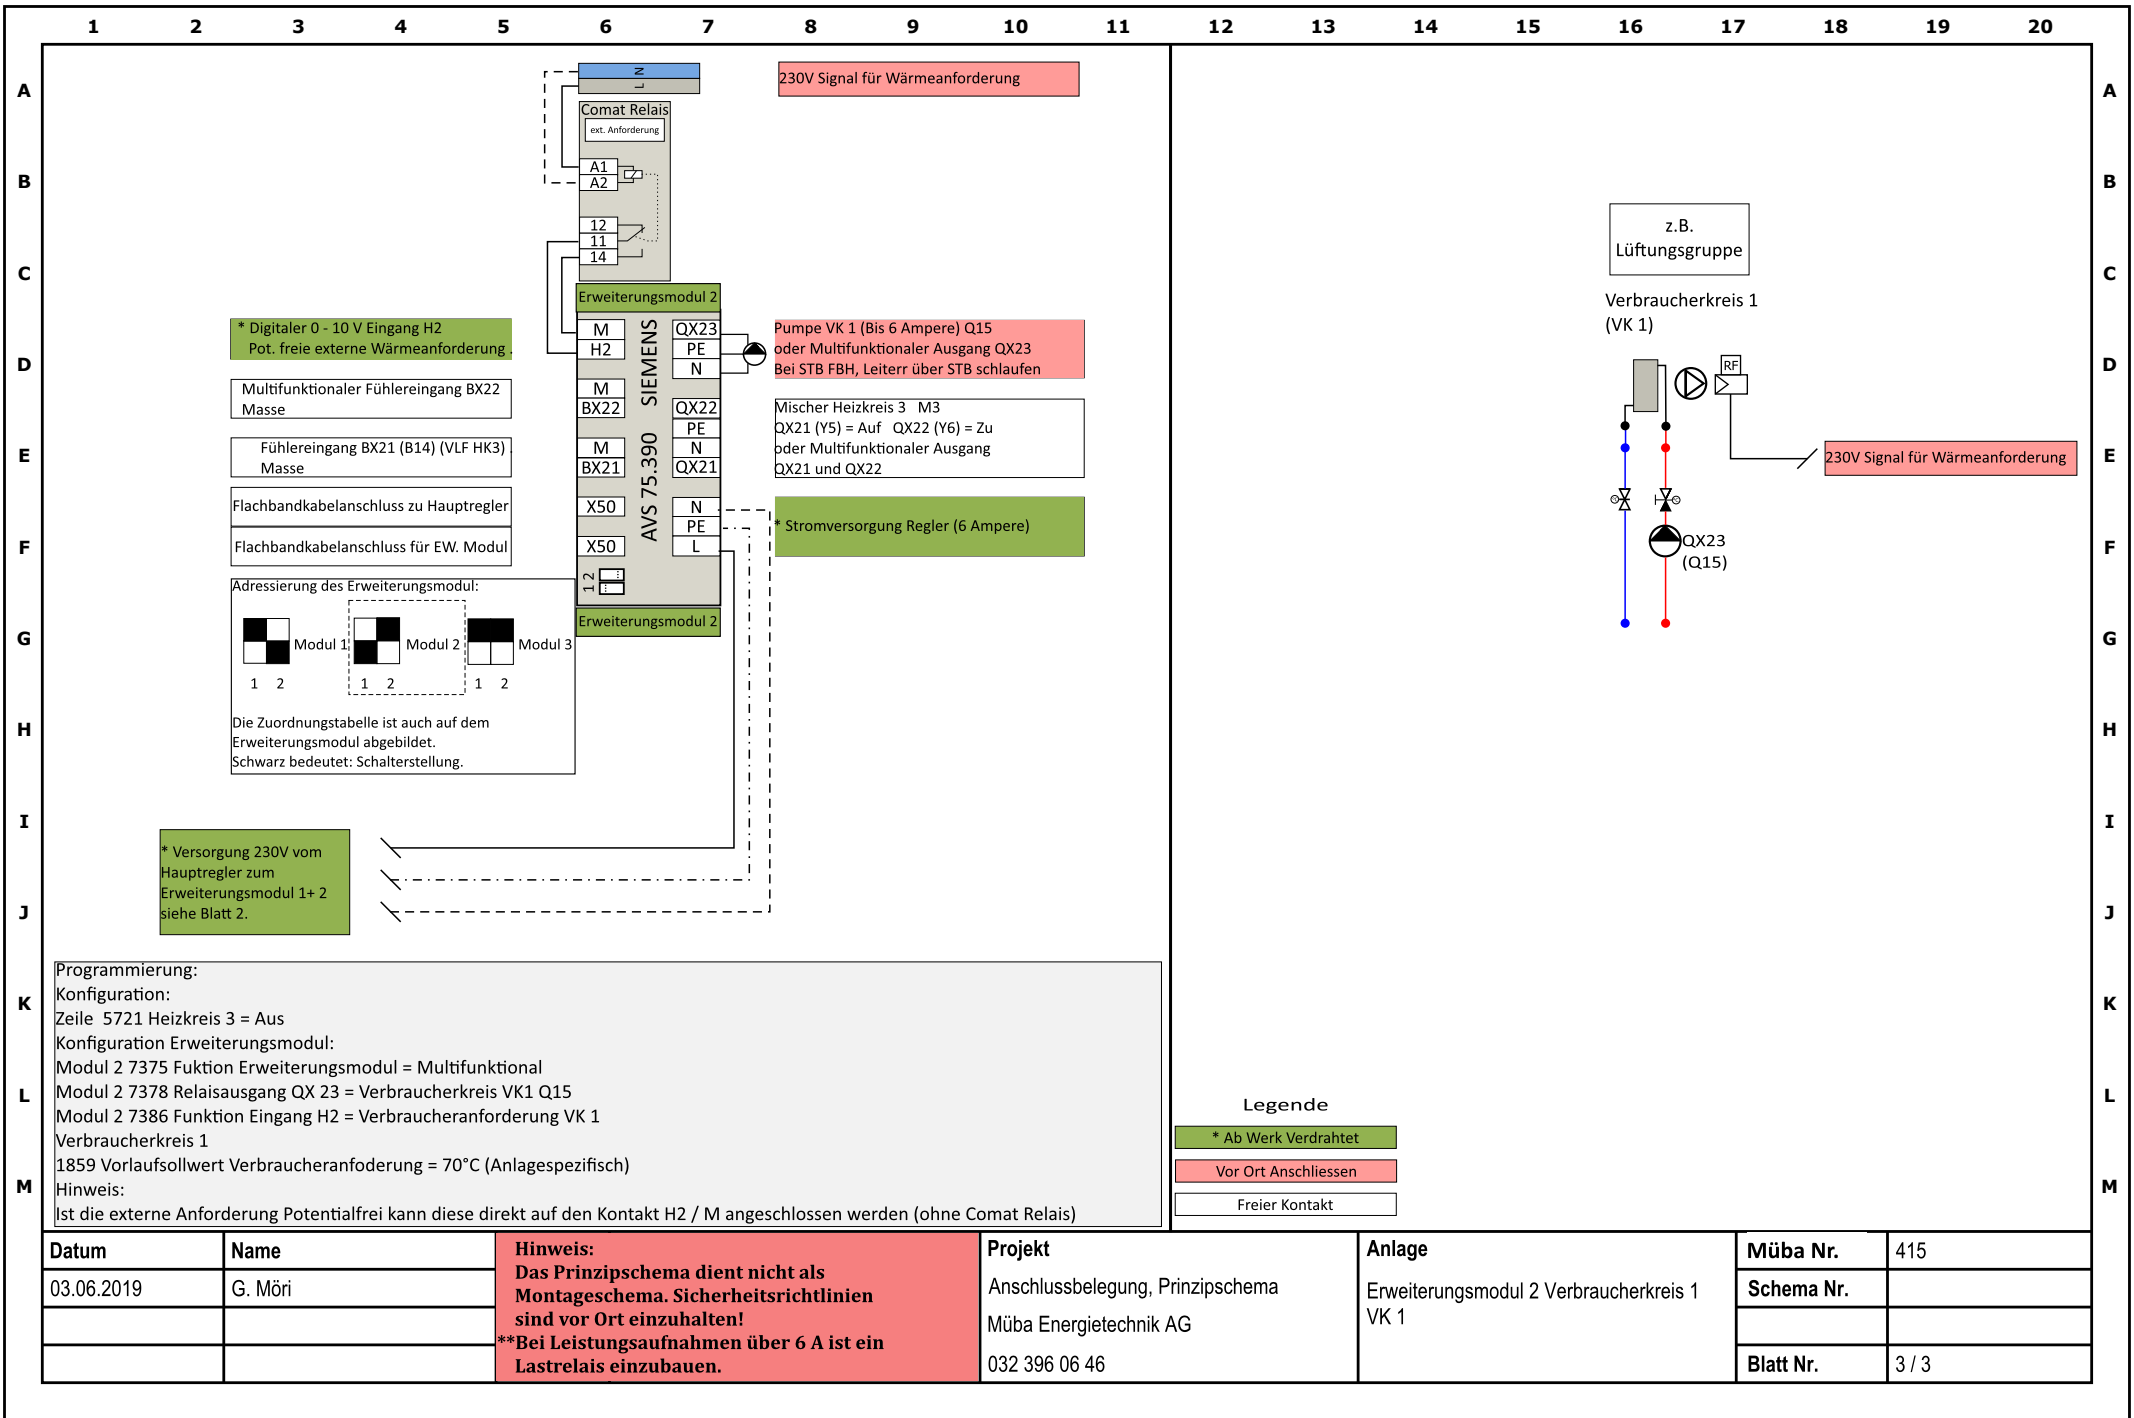 1 2 3 4 5 6 7 8 9 10 11 12 13 14 15 16 17 18 19 20
A
B
C
D
E
F
G
H
I
J
K
L
M
A
B
C
D
E
F
G
H
I
J
K
L
M
N
L
Comat Relais
ext. Anforderung
A1
A2
12
11
14
230V Signal für Wärmeanforderung
Erweiterungsmodul 2
* Digitaler 0 - 10 V Eingang H2
Pot. freie externe Wärmeanforderung .
Multifunktionaler Fühlereingang BX22
Masse
Fühlereingang BX21 (B14) (VLF HK3) .
Masse
Flachbandkabelanschluss zu Hauptregler
Flachbandkabelanschluss für EW. Modul
M
H2
M
BX22
M
BX21
X50
X50
1 2
AVS 75.390 SIEMENS
QX23
PE
N
QX22
PE
N
QX21
N
PE
L
Erweiterungsmodul 2
Pumpe VK 1 (Bis 6 Ampere) Q15
oder Multifunktionaler Ausgang QX23
Bei STB FBH, Leiterr über STB schlaufen
Mischer Heizkreis 3 M3
QX21 (Y5) = Auf QX22 (Y6) = Zu
oder Multifunktionaler Ausgang
QX21 und QX22
* Stromversorgung Regler (6 Ampere)
Adressierung des Erweiterungsmodul:
Modul 1 Modul 2 Modul 3
1 2 1 2 1 2
Die Zuordnungstabelle ist auch auf dem
Erweiterungsmodul abgebildet.
Schwarz bedeutet: Schalterstellung.
* Versorgung 230V vom
Hauptregler zum
Erweiterungsmodul 1+ 2
siehe Blatt 2.
z.B.
Lüftungsgruppe
Verbraucherkreis 1
(VK 1)
RF
230V Signal für Wärmeanforderung
QX23
(Q15)
Programmierung:
Konfiguration:
Zeile 5721 Heizkreis 3 = Aus
Konfiguration Erweiterungsmodul:
Modul 2 7375 Fuktion Erweiterungsmodul = Multifunktional
Modul 2 7378 Relaisausgang QX 23 = Verbraucherkreis VK1 Q15
Modul 2 7386 Funktion Eingang H2 = Verbraucheranforderung VK 1
Verbraucherkreis 1
1859 Vorlaufsollwert Verbraucheranfoderung = 70°C (Anlagespezifisch)
Hinweis:
Ist die externe Anforderung Potentialfrei kann diese direkt auf den Kontakt H2 / M angeschlossen werden (ohne Comat Relais)
Legende
* Ab Werk Verdrahtet
Vor Ort Anschliessen
Freier Kontakt
Datum Name
03.06.2019 G. Möri
Hinweis:
Das Prinzipschema dient nicht als
Montageschema. Sicherheitsrichtlinien
sind vor Ort einzuhalten!
**Bei Leistungsaufnahmen über 6 A ist ein
Lastrelais einzubauen.
Projekt
Anschlussbelegung, Prinzipschema
Müba Energietechnik AG
032 396 06 46
Anlage
Erweiterungsmodul 2 Verbraucherkreis 1
VK 1
Müba Nr. 415
Schema Nr.
Blatt Nr. 3 / 3